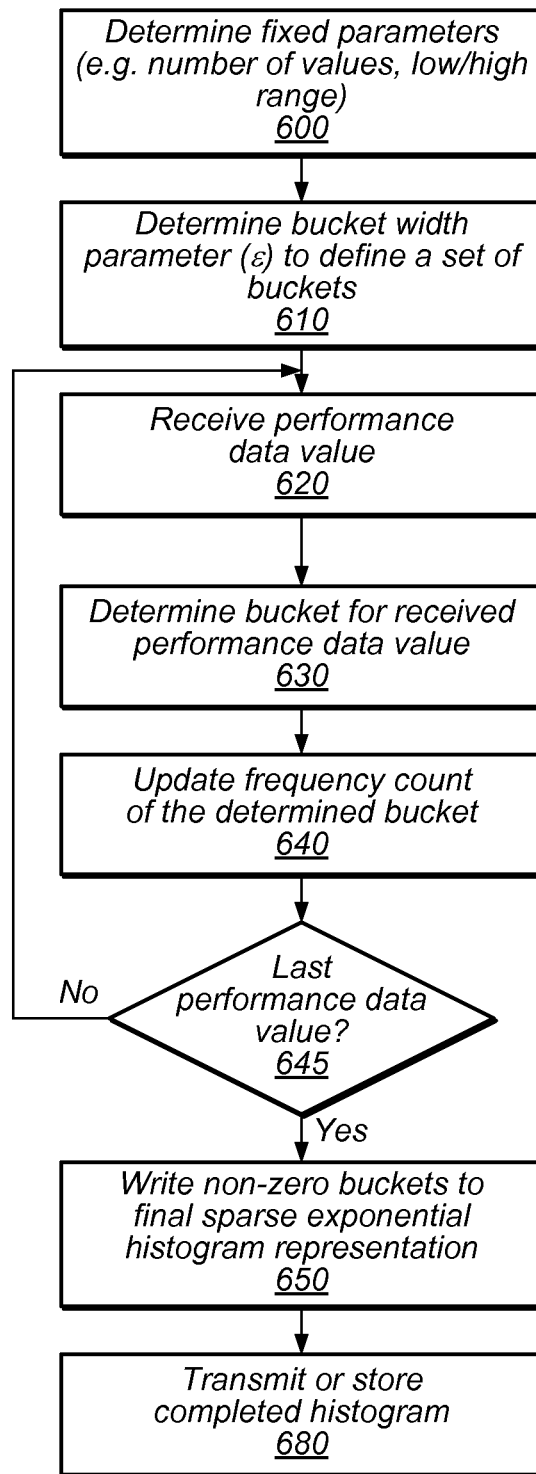 Determine fixed parameters
(e.g. number of values, low/high
range)
600
Determine bucket width
parameter (ε) to define a set of
buckets
610
Receive performance
data value
620
Determine bucket for received
performance data value
630
Update frequency count
of the determined bucket
640
Last
performance data
value?
645
No
Yes
Write non-zero buckets to
final sparse exponential
histogram representation
650
Transmit or store
completed histogram
680